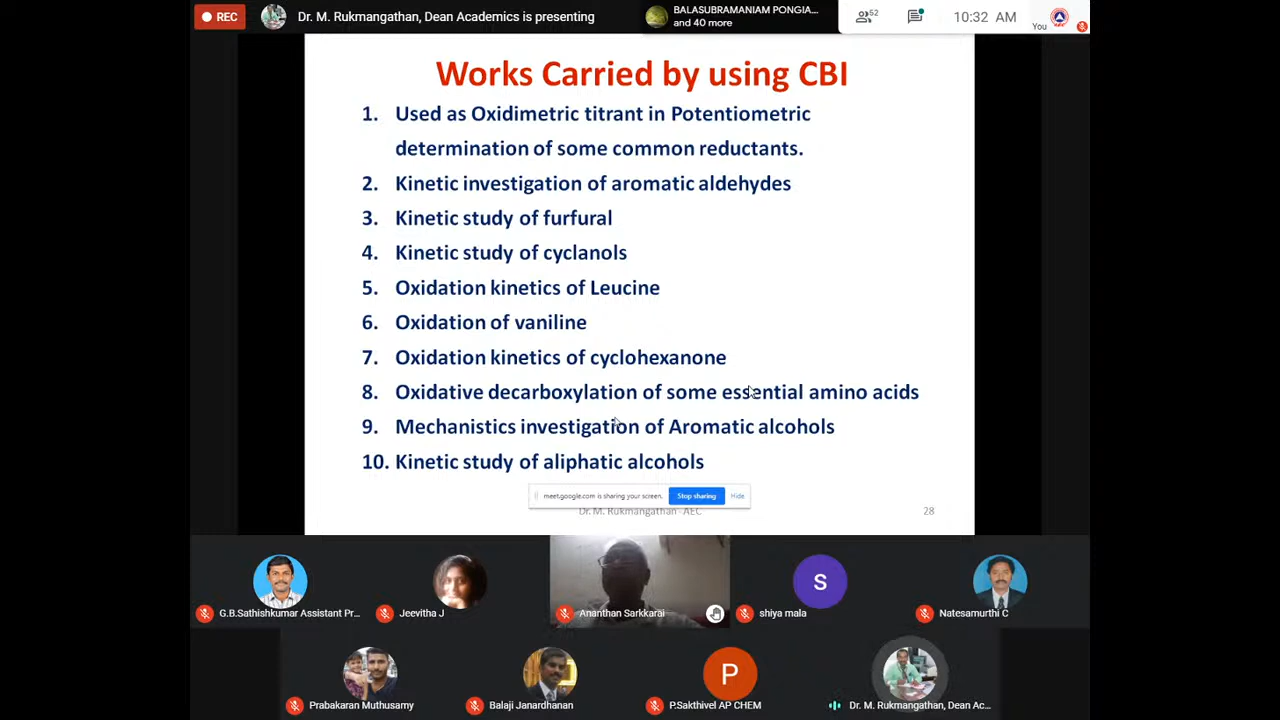 REC
Dr. M. Rukmangathan, Dean Academics is presenting
BALASUBRAMANIAM PONGIA...
and 40 more
52
10:32 AM
You
Works Carried by using CBI
1. Used as Oxidimetric titrant in Potentiometric
determination of some common reductants.
2. Kinetic investigation of aromatic aldehydes
3. Kinetic study of furfural
4. Kinetic study of cyclanols
5. Oxidation kinetics of Leucine
6. Oxidation of vaniline
7. Oxidation kinetics of cyclohexanone
8. Oxidative decarboxylation of some essential amino acids
9. Mechanistics investigation of Aromatic alcohols
10. Kinetic study of aliphatic alcohols
meet.google.com is sharing your screen.
Stop sharing
Hide
Dr. M. Rukmangathan - AEC
28
G.B.Sathishkumar Assistant Pr...
Jeevitha J
Ananthan Sarkkarai
S
shiya mala
Natesamurthi C
Prabakaran Muthusamy
Balaji Janardhanan
P
P.Sakthivel AP CHEM
Dr. M. Rukmangathan, Dean Ac...